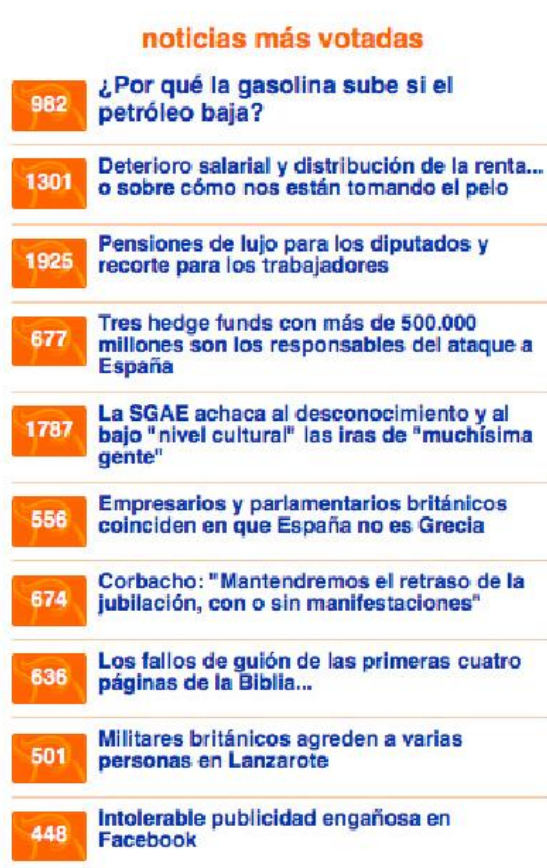 noticias más votadas
982
¿Por qué la gasolina sube si el
petróleo baja?
1301
Deterioro salarial y distribución de la renta...
o sobre cómo nos están tomando el pelo
1925
Pensiones de lujo para los diputados y
recorte para los trabajadores
677
Tres hedge funds con más de 500.000
millones son los responsables del ataque a
España
1787
La SGAE achaca al desconocimiento y al
bajo "nivel cultural" las iras de "muchísima
gente"
556
Empresarios y parlamentarios británicos
coinciden en que España no es Grecia
674
Corbacho: "Mantendremos el retraso de la
jubilación, con o sin manifestaciones"
636
Los fallos de guión de las primeras cuatro
páginas de la Biblia...
501
Militares británicos agreden a varias
personas en Lanzarote
448
Intolerable publicidad engañosa en
Facebook